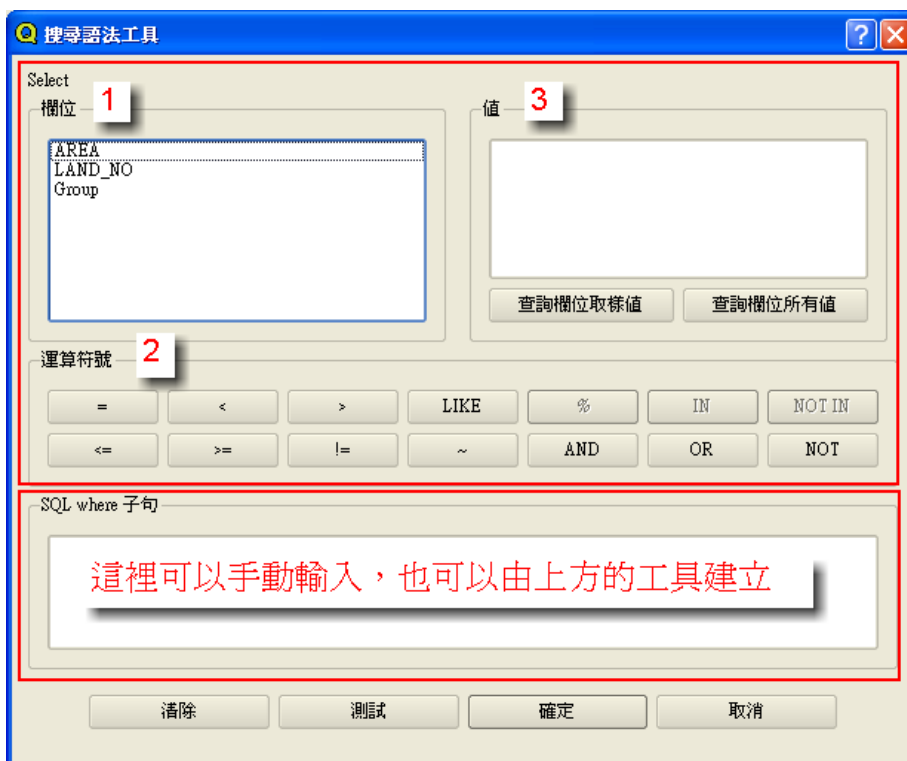 搜尋語法工具
Select
欄位 1
AREA
LAND_NO
Group
值 3
查詢欄位取樣值 查詢欄位所有值
運算符號 2
= < > LIKE % IN NOT IN
<= >= != ~ AND OR NOT
SQL where 子句
這裡可以手動輸入，也可以由上方的工具建立
清除 測試 確定 取消